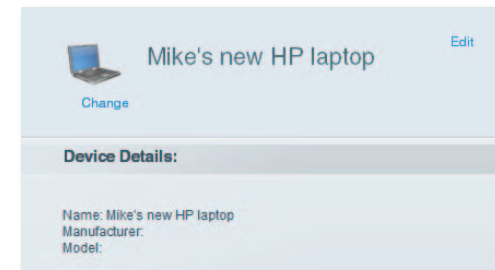 Mike's new HP laptop
Edit
Change
Device Details:
Name: Mike's new HP laptop
Manufacturer:
Model: